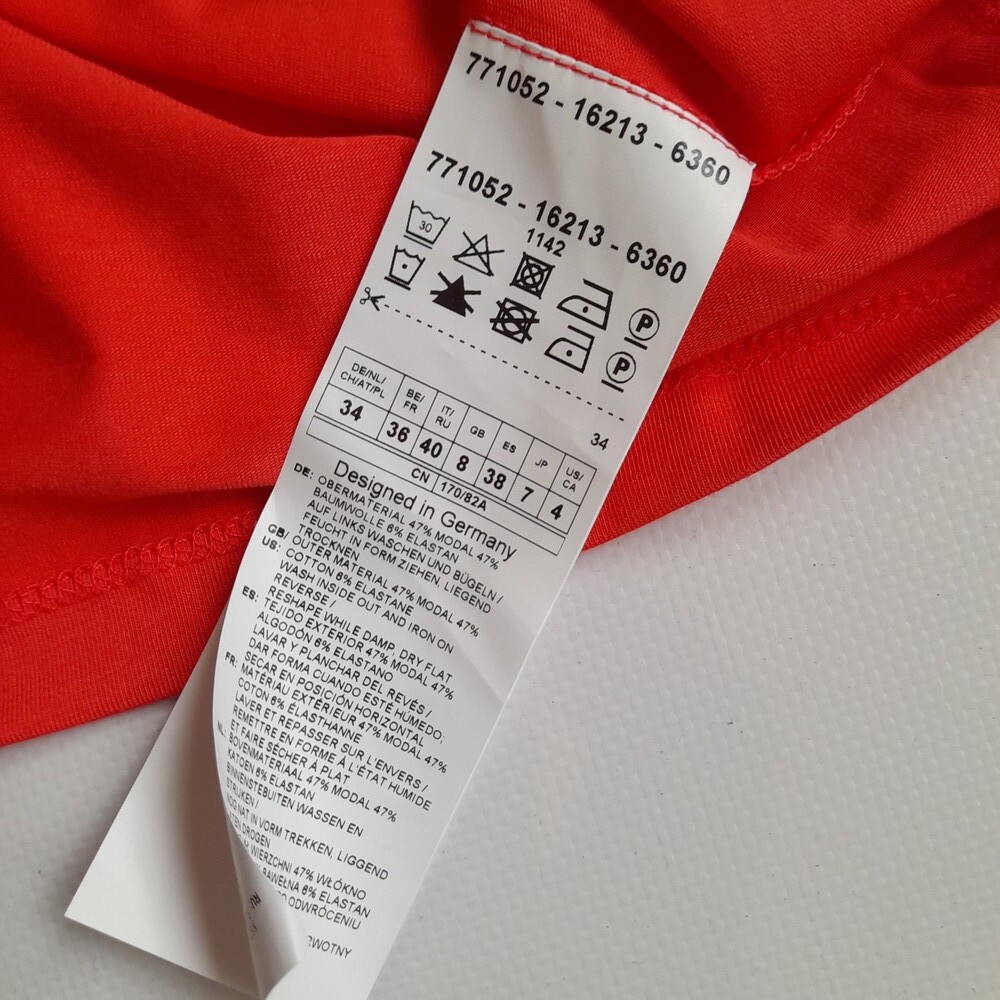 771052 - 16213 - 6360
771052 - 16213 - 6360
1142
30
P
P
34
DE/NL/ CH/AT/PL BE/ FR IT/ RU GB ES JP US/ CA
34 36 40 8 38 7 4
CN 170/82A
Designed in Germany
DE: OBERMATERIAL 47% MODAL 47%
BAUMWOLLE 6% ELASTAN
AUF LINKS WASCHEN UND BÜGELN /
FEUCHT IN FORM ZIEHEN, LIEGEND
TROCKNEN
GB/ US: OUTER MATERIAL 47% MODAL 47%
COTTON 6% ELASTANE
WASH INSIDE OUT AND IRON ON
REVERSE /
RESHAPE WHILE DAMP, DRY FLAT
ES: TEJIDO EXTERIOR 47% MODAL 47%
ALGODÓN 6% ELASTANO
LAVAR Y PLANCHAR DEL REVÉS /
DAR FORMA CUANDO ESTÉ HÚMEDO;
SECAR EN POSICIÓN HORIZONTAL
FR: MATÉRIAU EXTÉRIEUR 47% MODAL 47%
COTON 6% ÉLASTHANNE
LAVER ET REPASSER SUR L'ENVERS /
REMETTRE EN FORME À L'ÉTAT HUMIDE
ET FAIRE SÉCHER À PLAT
NL: BOVENMATERIAAL 47% MODAL 47%
KATOEN 6% ELASTAN
BINNENSTEBUITEN WASSEN EN
STRIJKEN /
NAT IN VORM TREKKEN, LIGGEND
DROGEN
WIERZCHNI 47% WŁÓKNO
6% ELASTAN